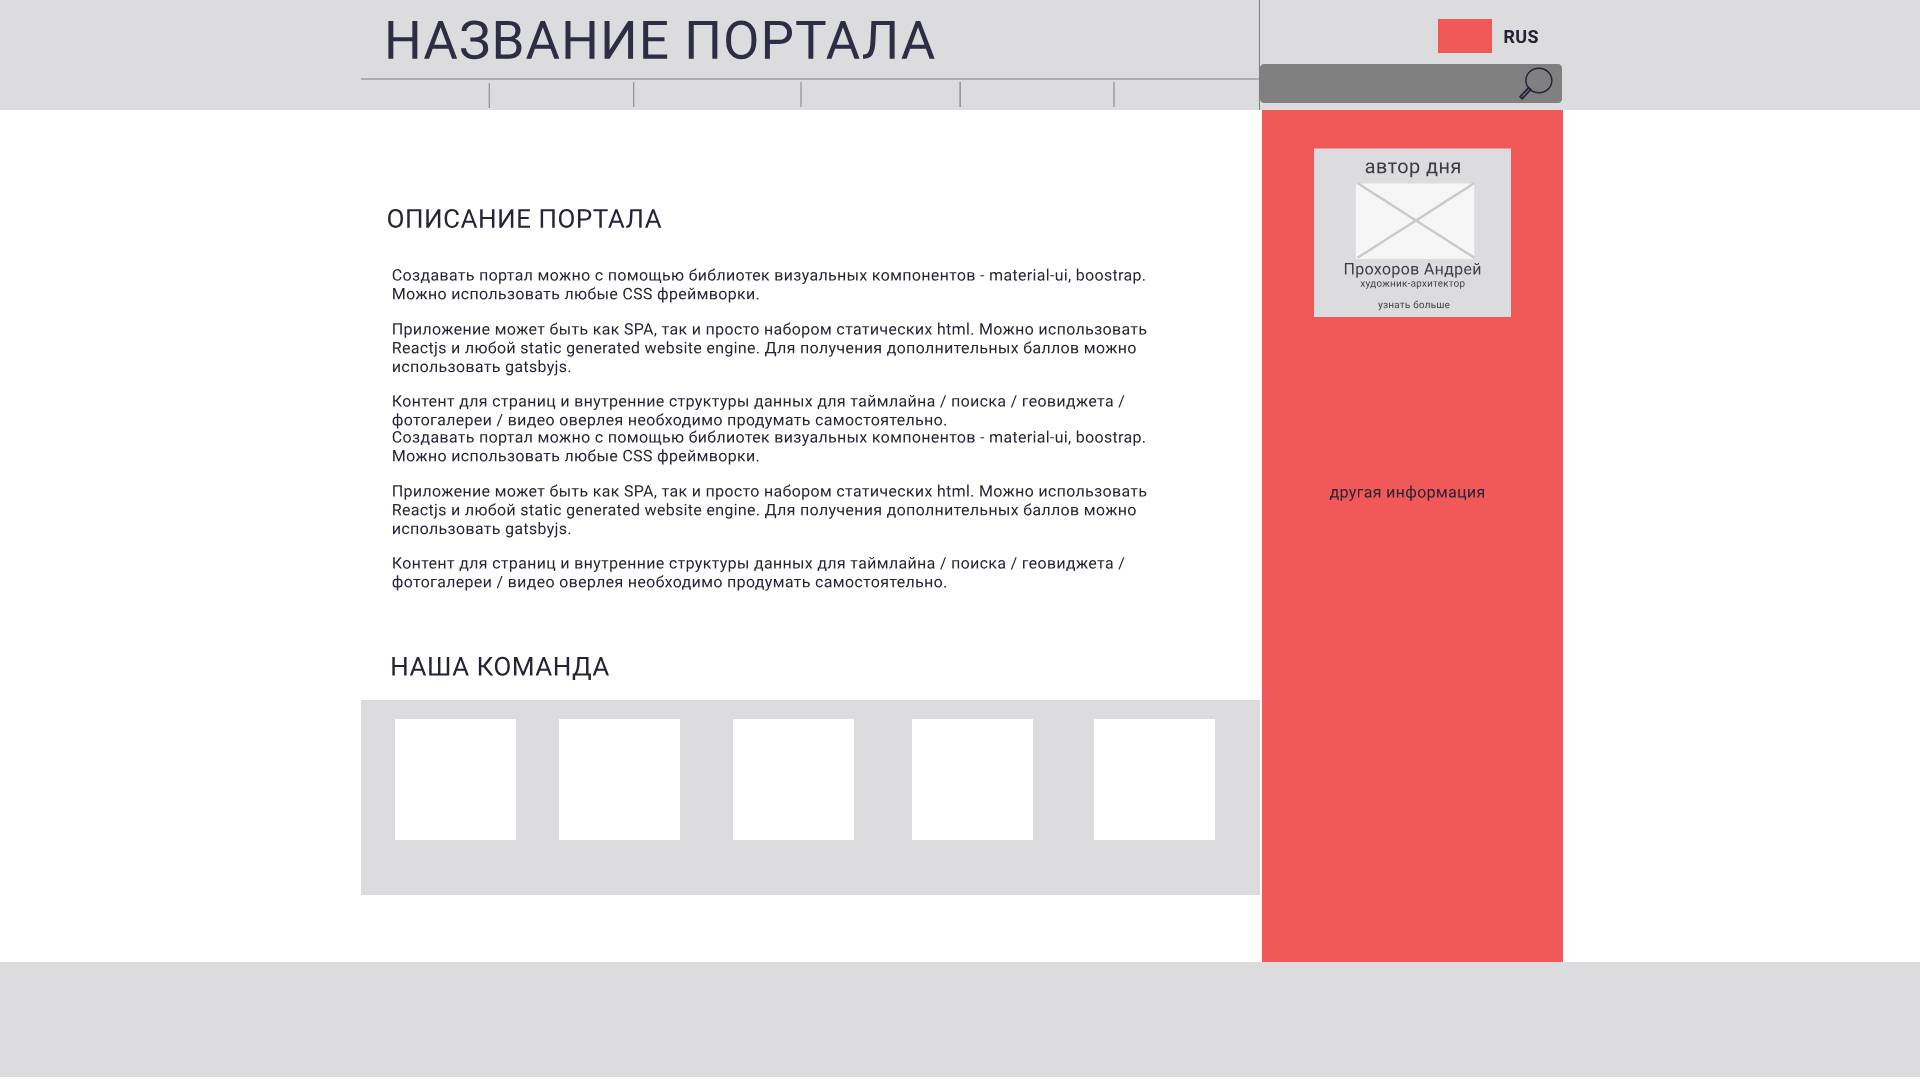 НАЗВАНИЕ ПОРТАЛА
RUS
ОПИСАНИЕ ПОРТАЛА
Создавать портал можно с помощью библиотек визуальных компонентов - material-ui, boostrap.
Можно использовать любые CSS фреймворки.
Приложение может быть как SPA, так и просто набором статических html. Можно использовать
Reactjs и любой static generated website engine. Для получения дополнительных баллов можно
использовать gatsbyjs.
Контент для страниц и внутренние структуры данных для таймлайна / поиска / геовиджета /
фотогалереи / видео оверлея необходимо продумать самостоятельно.
Создавать портал можно с помощью библиотек визуальных компонентов - material-ui, boostrap.
Можно использовать любые CSS фреймворки.
Приложение может быть как SPA, так и просто набором статических html. Можно использовать
Reactjs и любой static generated website engine. Для получения дополнительных баллов можно
использовать gatsbyjs.
Контент для страниц и внутренние структуры данных для таймлайна / поиска / геовиджета /
фотогалереи / видео оверлея необходимо продумать самостоятельно.
НАША КОМАНДА
автор дня
Прохоров Андрей
художник-архитектор
узнать больше
другая информация